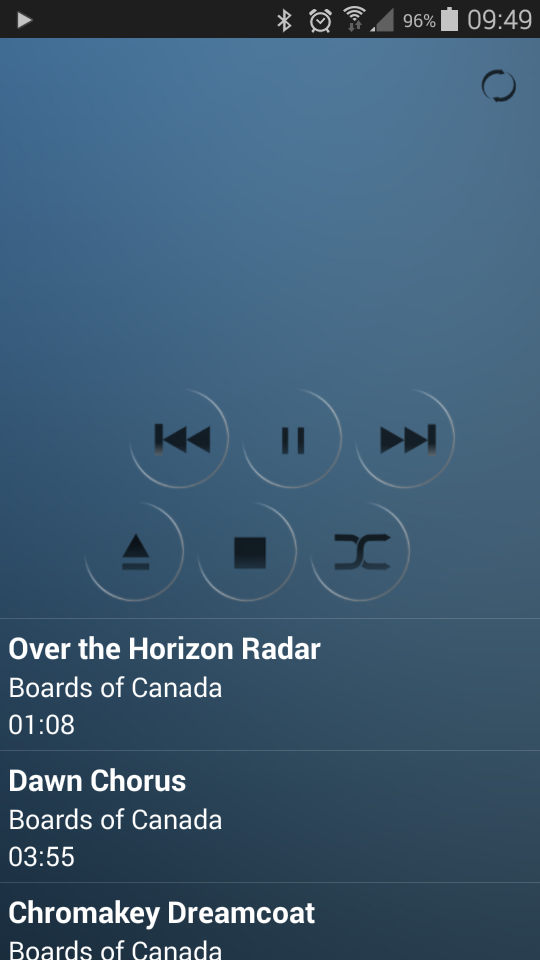 96% 09:49
Over the Horizon Radar
Boards of Canada
01:08
Dawn Chorus
Boards of Canada
03:55
Chromakey Dreamcoat
Boards of Canada